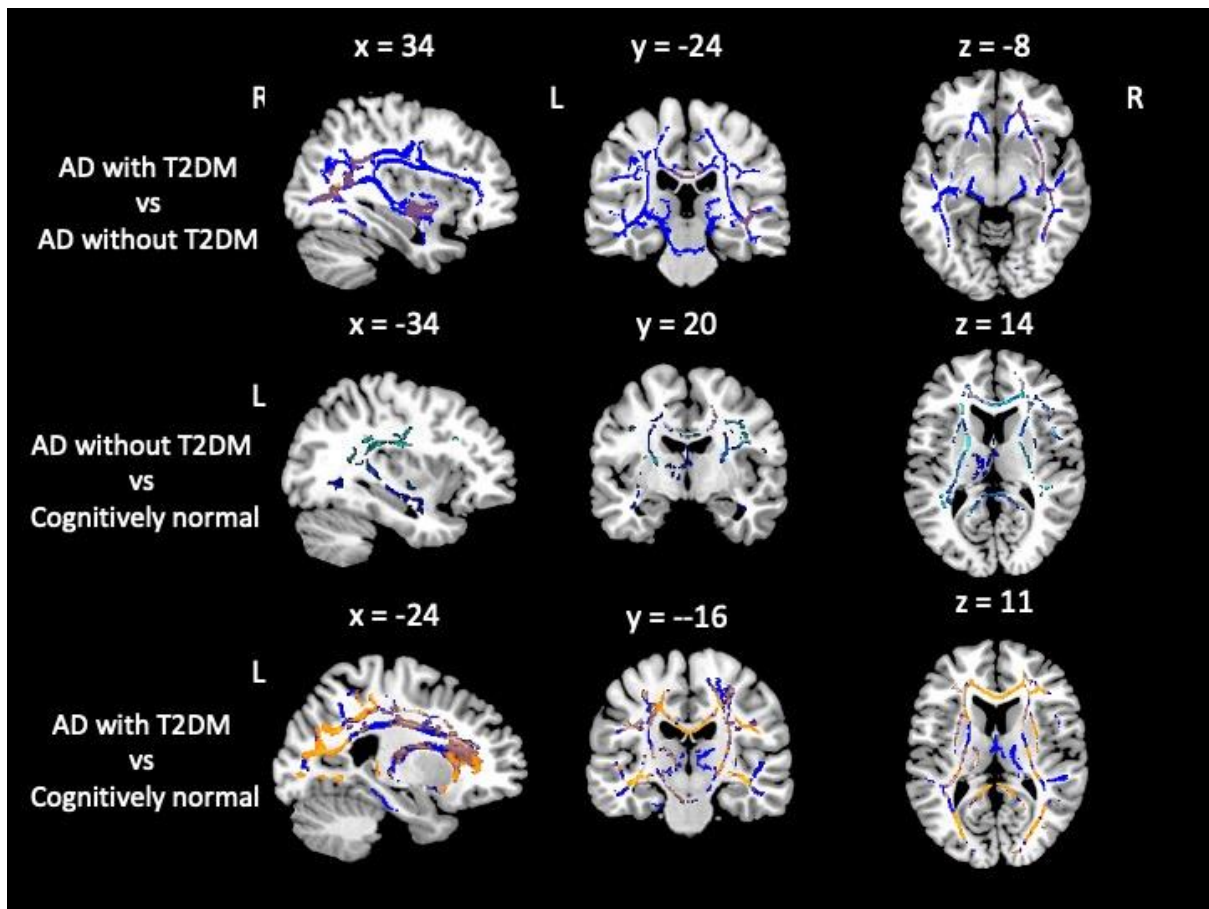 x = 34
y = -24
z = -8
R
L
R
AD with T2DM
vs
AD without T2DM
x = -34
y = 20
z = 14
L
AD without T2DM
vs
Cognitively normal
x = -24
y = --16
z = 11
L
AD with T2DM
vs
Cognitively normal